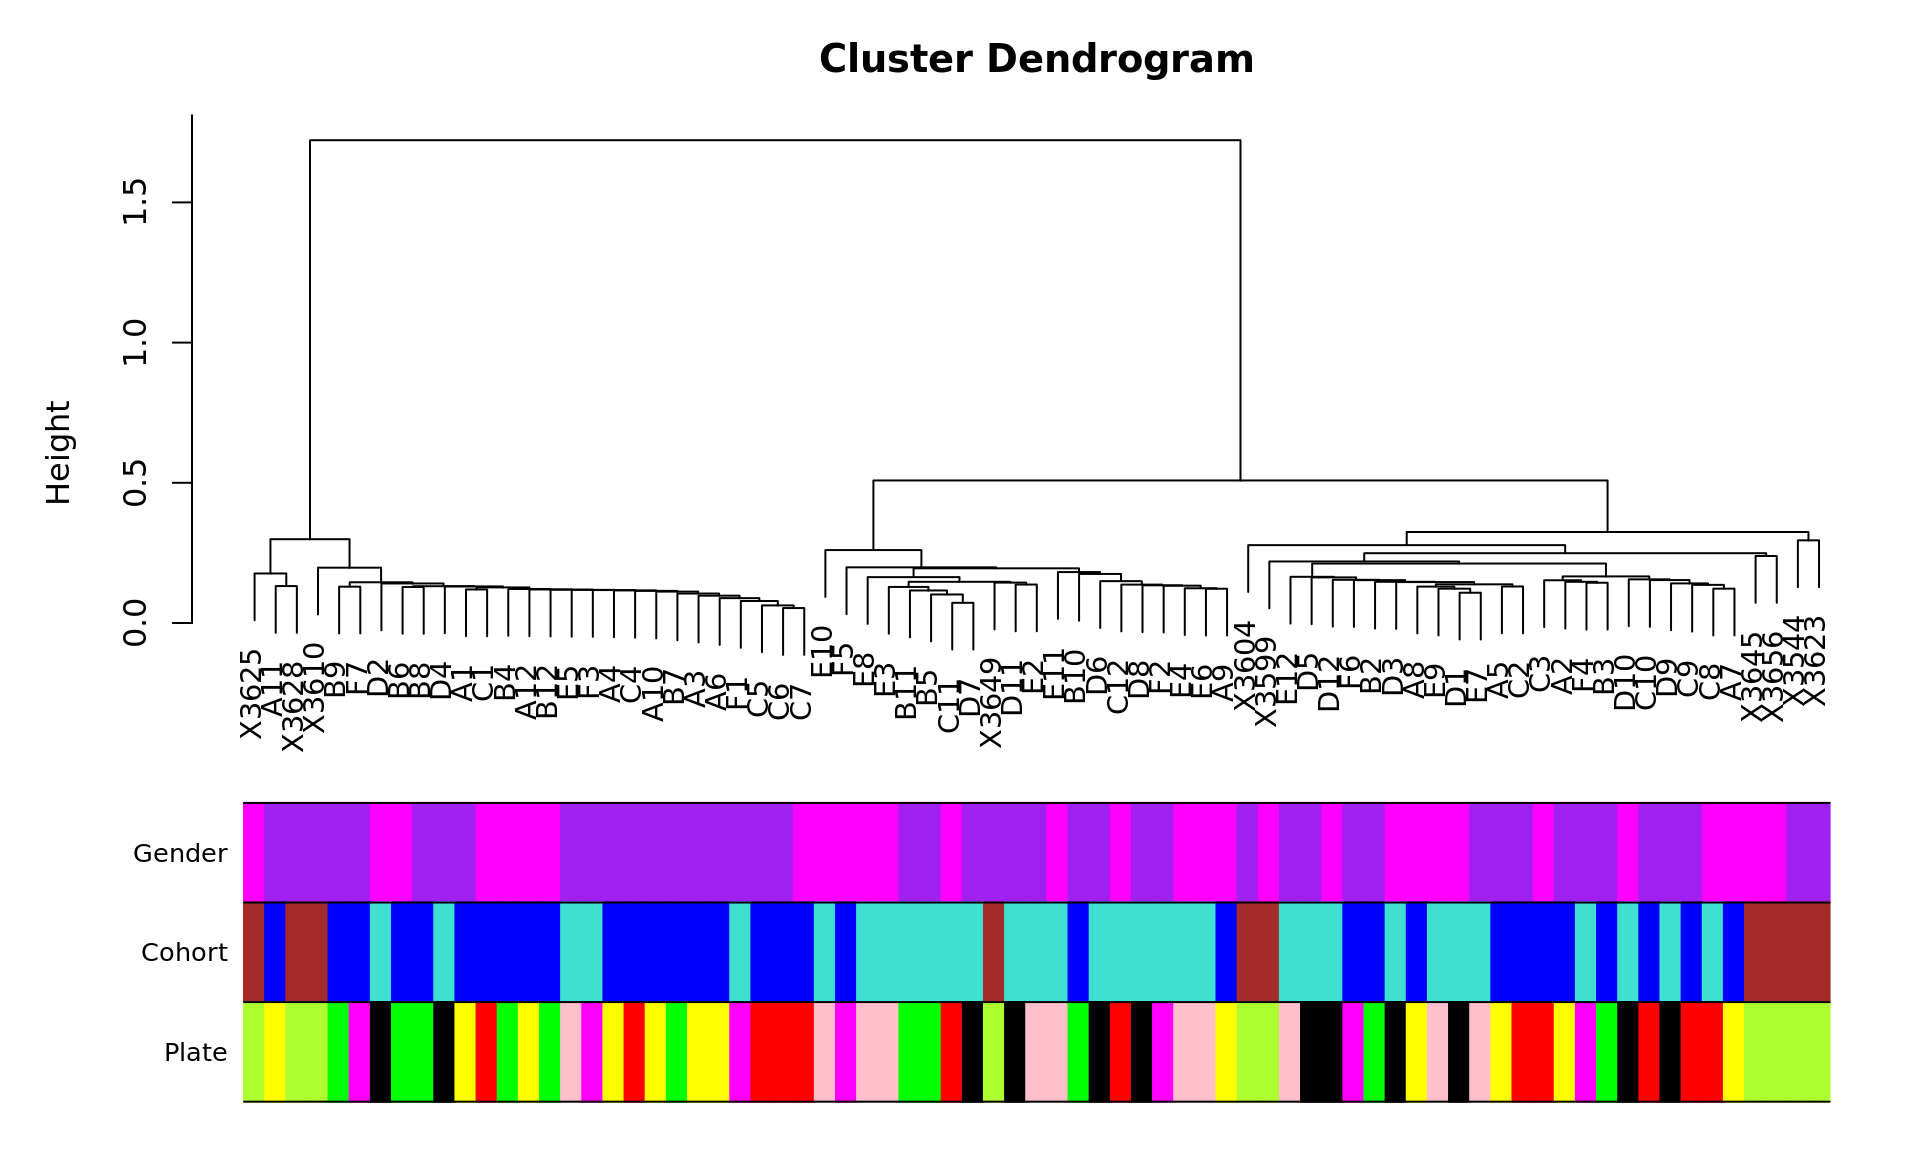 Cluster Dendrogram
Height
1.5
1.0
0.5
0.0
X3625
A11
X3628
X3610
B9
F7
D2
B6
B8
D4
A1
C1
B4
A12
B12
E5
F3
A4
C4
A10
B7
A3
A6
F1
C5
C6
C7
E10
F5
E8
E3
B11
B5
C11
D7
X3649
D11
E2
E11
B10
D6
C12
D8
F2
E4
E6
A9
X3604
X3599
E12
D5
D12
F6
B2
D3
A8
E9
D1
E7
A5
C2
C3
A2
F4
B3
D10
C10
D9
C9
C8
A7
X3645
X3656
X3544
X3623
Gender
Cohort
Plate